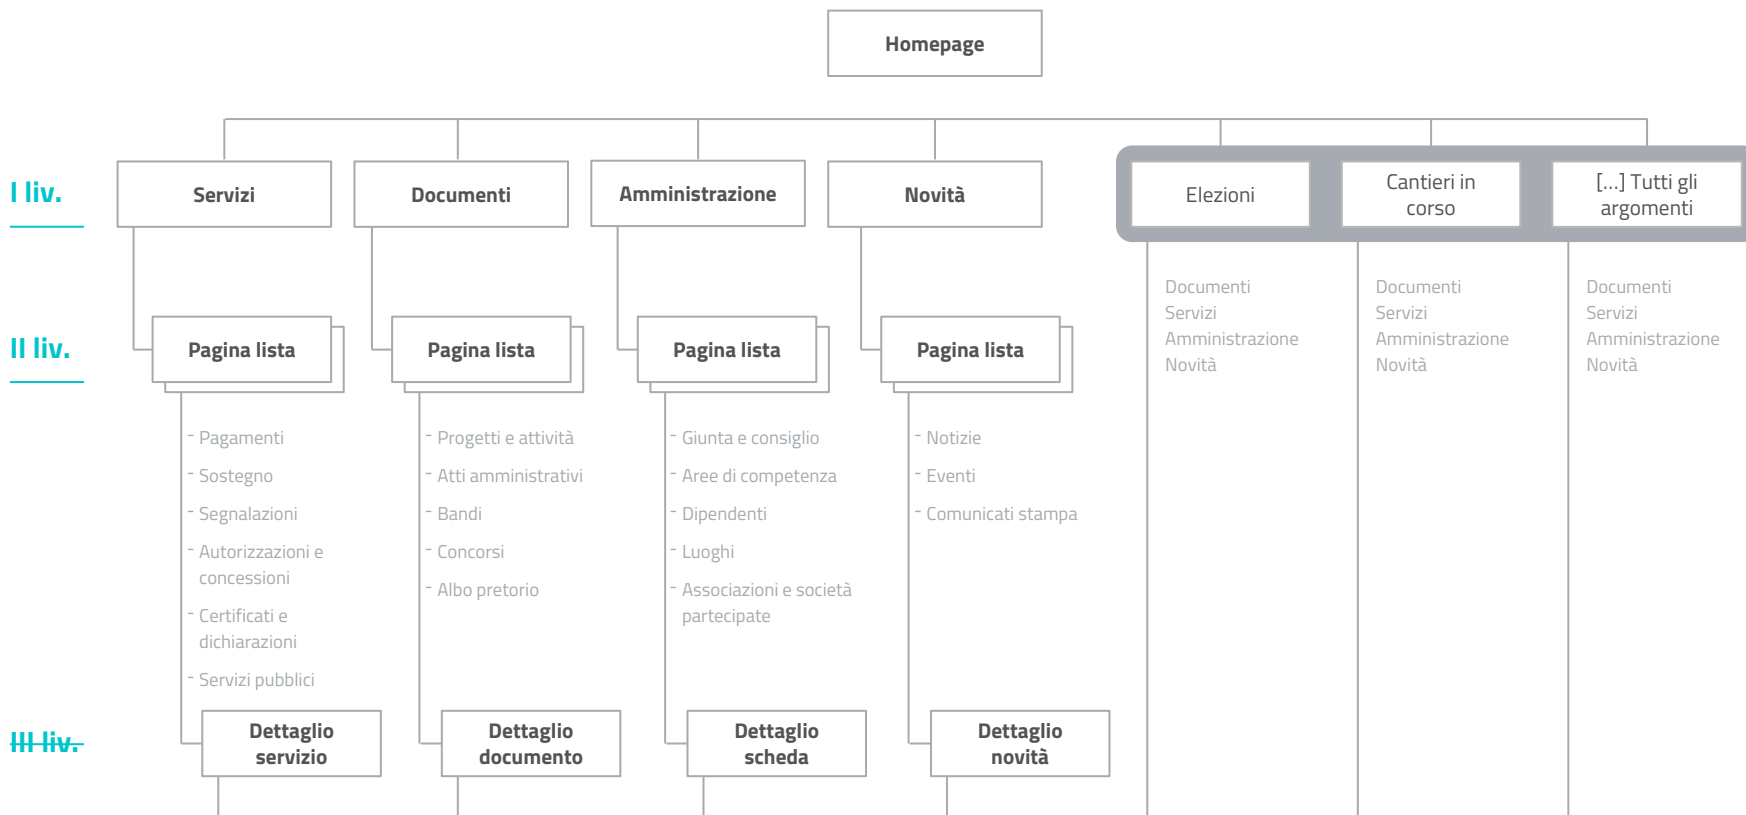 Homepage
I liv.
Servizi
Documenti
Amministrazione
Novità
Elezioni
Cantieri in
corso
[...] Tutti gli
argomenti
Documenti
Servizi
Amministrazione
Novità
Documenti
Servizi
Amministrazione
Novità
Documenti
Servizi
Amministrazione
Novità
II liv.
Pagina lista
Pagina lista
Pagina lista
Pagina lista
- Pagamenti
- Sostegno
- Segnalazioni
- Autorizzazioni e
concessioni
- Certificati e
dichiarazioni
- Servizi pubblici
- Progetti e attività
- Atti amministrativi
- Bandi
- Concorsi
- Albo pretorio
- Giunta e consiglio
- Aree di competenza
- Dipendenti
- Luoghi
- Associazioni e società
partecipate
- Notizie
- Eventi
- Comunicati stampa
III liv.
Dettaglio
servizio
Dettaglio
documento
Dettaglio
scheda
Dettaglio
novità